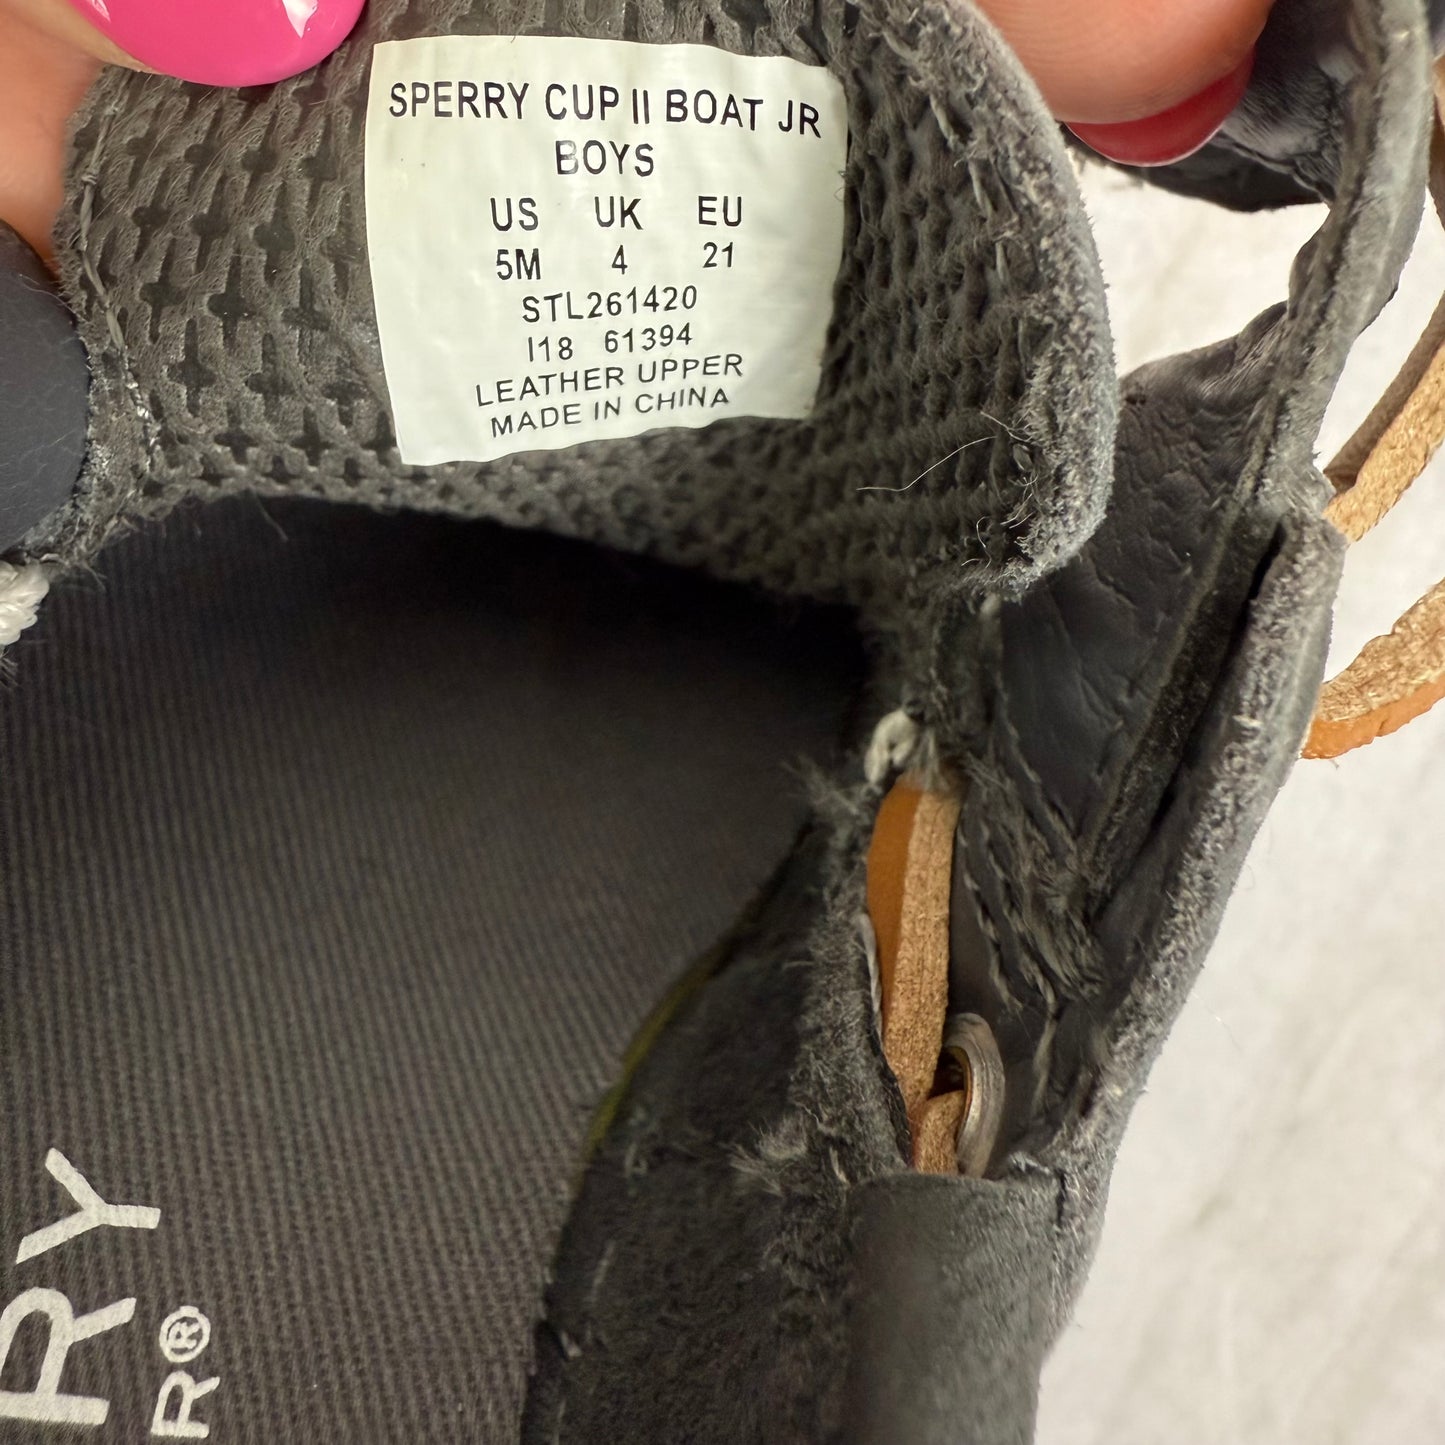 SPERRY CUP II BOAT JR
BOYS
US UK EU
5M 4 21
STL261420
I18 61394
LEATHER UPPER
MADE IN CHINA
RY
R®